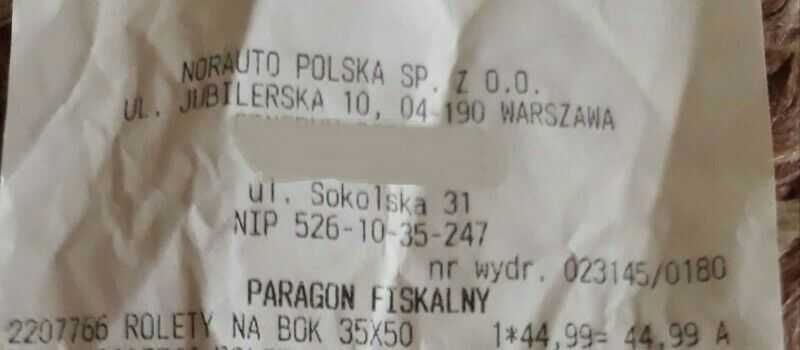 NORAUTO POLSKA SP. Z O.O.
UL. JUBILERSKA 10, 04-190 WARSZAWA
ul. Sokolska 31
NIP 526-10-35-247
nr wydr. 023145/0180
PARAGON FISKALNY
2207766 ROLETY NA BOK 35X50 1*44,99= 44,99 A